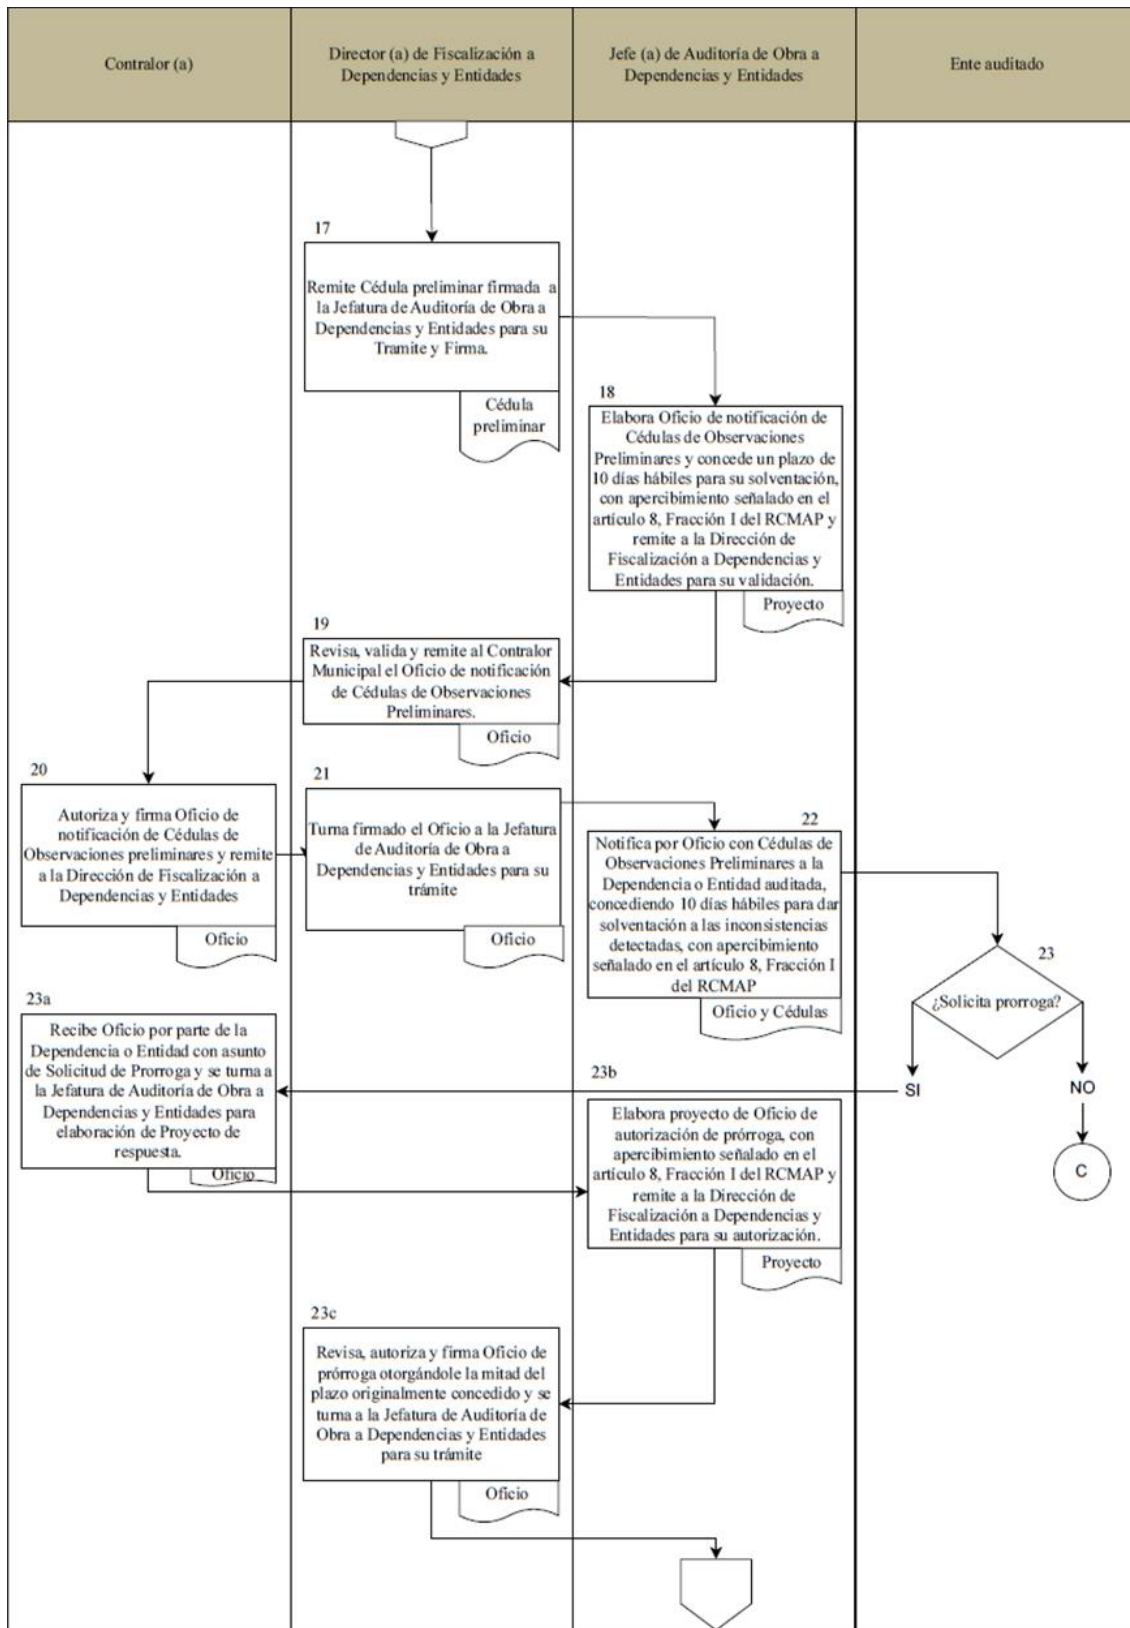 Contralor (a)
Director (a) de Fiscalización a
Dependencias y Entidades
Jefe (a) de Auditoría de Obra a
Dependencias y Entidades
Ente auditado
17
Remite Cédula preliminar firmada a
la Jefatura de Auditoría de Obra a
Dependencias y Entidades para su
Tramite y Firma.
Cédula
preliminar
18
Elabora Oficio de notificación de
Cédulas de Observaciones
Preliminares y concede un plazo de
10 días hábiles para su solventación,
con apercibimiento señalado en el
artículo 8, Fracción I del RCMAP y
remite a la Dirección de
Fiscalización a Dependencias y
Entidades para su validación.
Proyecto
19
Revisa, valida y remite al Contralor
Municipal el Oficio de notificación
de Cédulas de Observaciones
Preliminares.
Oficio
20
Autoriza y firma Oficio de
notificación de Cédulas de
Observaciones preliminares y remite
a la Dirección de Fiscalización a
Dependencias y Entidades
Oficio
21
Turna firmado el Oficio a la Jefatura
de Auditoría de Obra a
Dependencias y Entidades para su
trámite
Oficio
22
Notifica por Oficio con Cédulas de
Observaciones Preliminares a la
Dependencia o Entidad auditada,
concediendo 10 días hábiles para dar
solventación a las inconsistencias
detectadas, con apercibimiento
señalado en el artículo 8, Fracción I
del RCMAP
Oficio y Cédulas
23
¿Solicita prorroga?
SI
NO
C
23a
Recibe Oficio por parte de la
Dependencia o Entidad con asunto
de Solicitud de Prorroga y se turna a
la Jefatura de Auditoría de Obra a
Dependencias y Entidades para
elaboración de Proyecto de
respuesta.
Oficio
23b
Elabora proyecto de Oficio de
autorización de prórroga, con
apercibimiento señalado en el
artículo 8, Fracción I del RCMAP y
remite a la Dirección de
Fiscalización a Dependencias y
Entidades para su autorización.
Proyecto
23c
Revisa, autoriza y firma Oficio de
prórroga otorgándole la mitad del
plazo originalmente concedido y se
turna a la Jefatura de Auditoría de
Obra a Dependencias y Entidades
para su trámite
Oficio